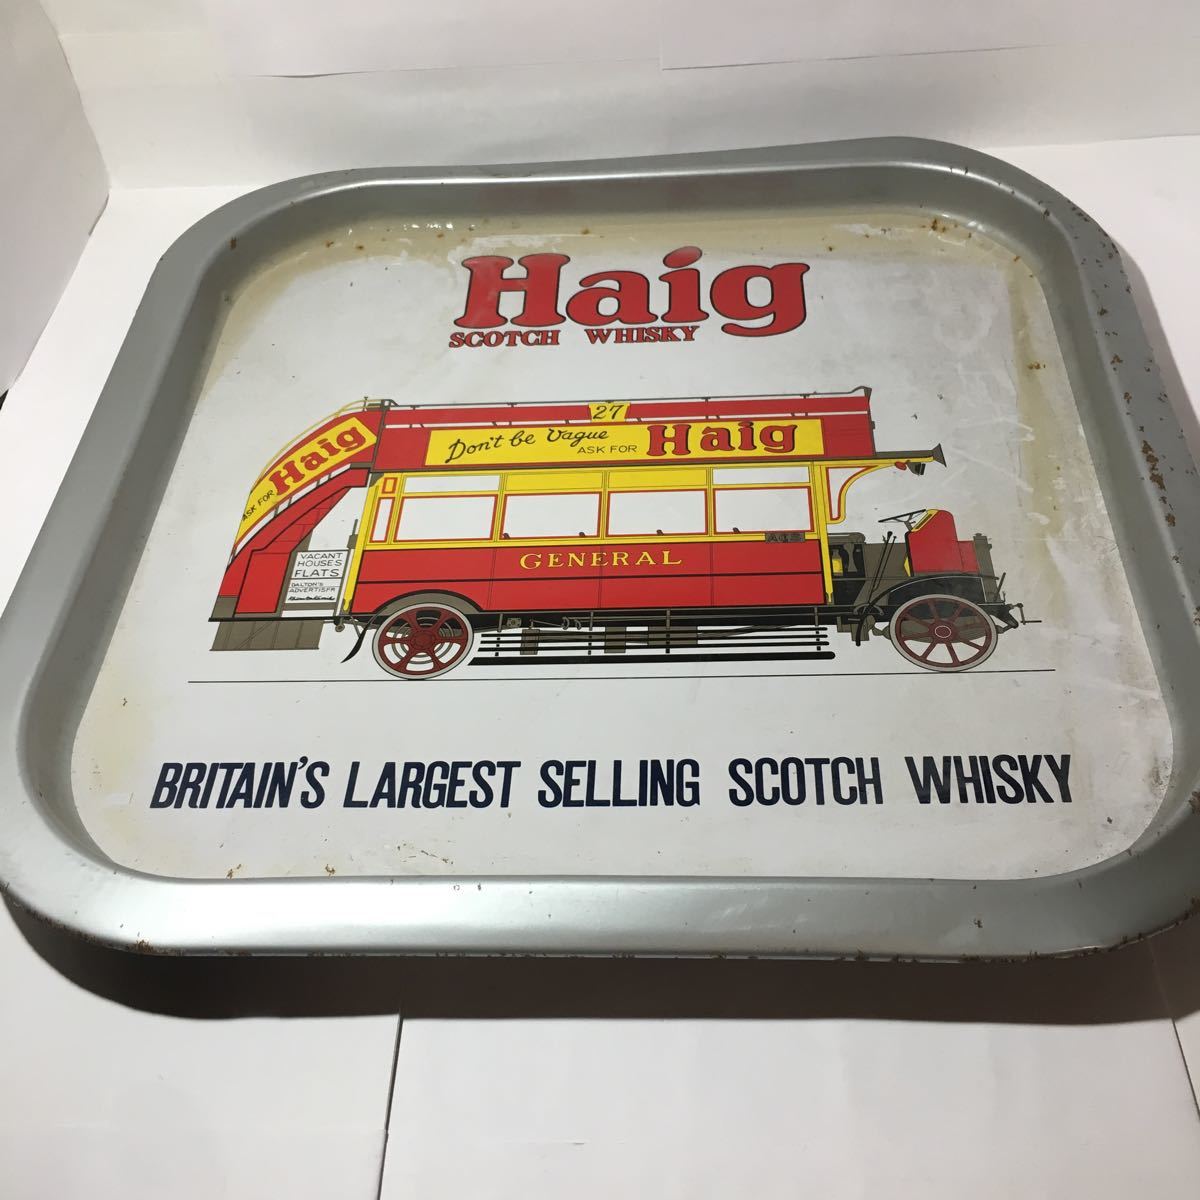 Haig
SCOTCH WHISKY
27
Don't be Vague
ASK FOR Haig
ASK FOR Haig
GENERAL
VACANT
HOUSES
FLATS
DALTON'S
BRITAIN'S LARGEST SELLING SCOTCH WHISKY